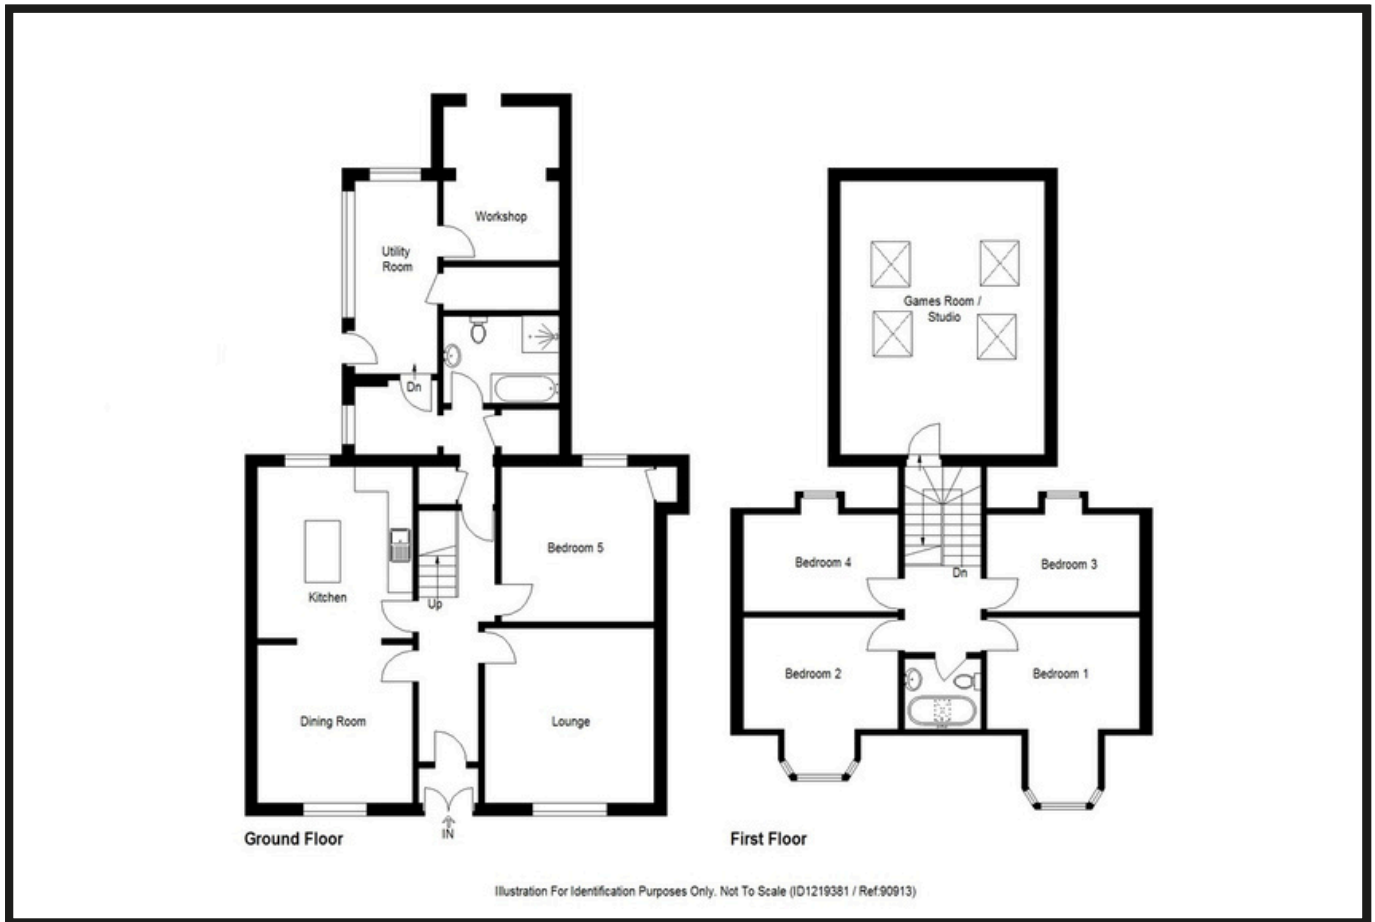 Workshop
Utility
Room
Dn
Kitchen
Up
Bedroom 5
Dining Room
Lounge
IN
Ground Floor
Games Room /
Studio
Bedroom 4
Dn
Bedroom 3
Bedroom 2
Bedroom 1
First Floor
Illustration For Identification Purposes Only. Not To Scale (ID1219381 / Ref:90913)